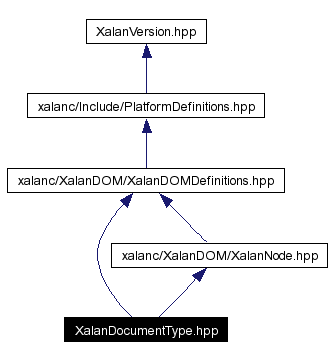 XalanVersion.hpp
xalanc/Include/PlatformDefinitions.hpp
xalanc/XalanDOM/XalanDOMDefinitions.hpp
xalanc/XalanDOM/XalanNode.hpp
XalanDocumentType.hpp